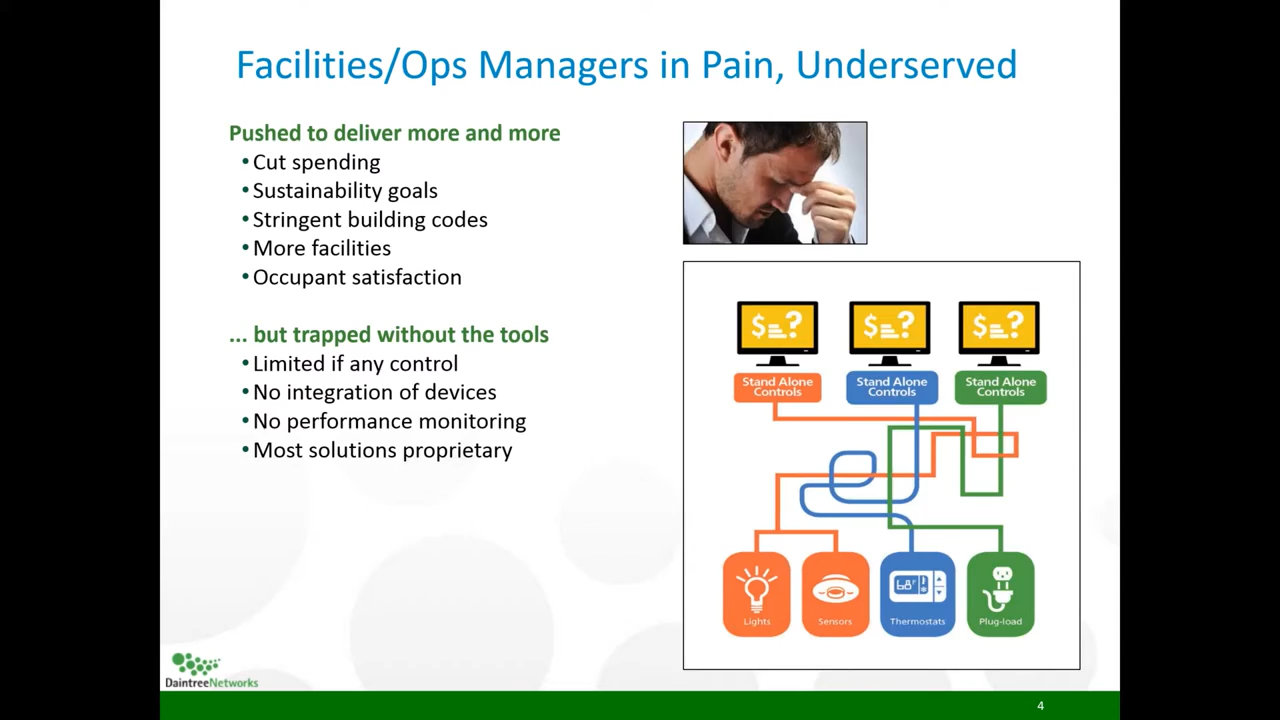 Facilities/Ops Managers in Pain, Underserved
Pushed to deliver more and more
• Cut spending
• Sustainability goals
• Stringent building codes
• More facilities
• Occupant satisfaction
... but trapped without the tools
• Limited if any control
• No integration of devices
• No performance monitoring
• Most solutions proprietary
$ ?
$ ?
$ ?
Stand Alone
Controls
Stand Alone
Controls
Stand Alone
Controls
68°F
Lights
Sensors
Thermostats
Plug-load
DaintreeNetworks
4